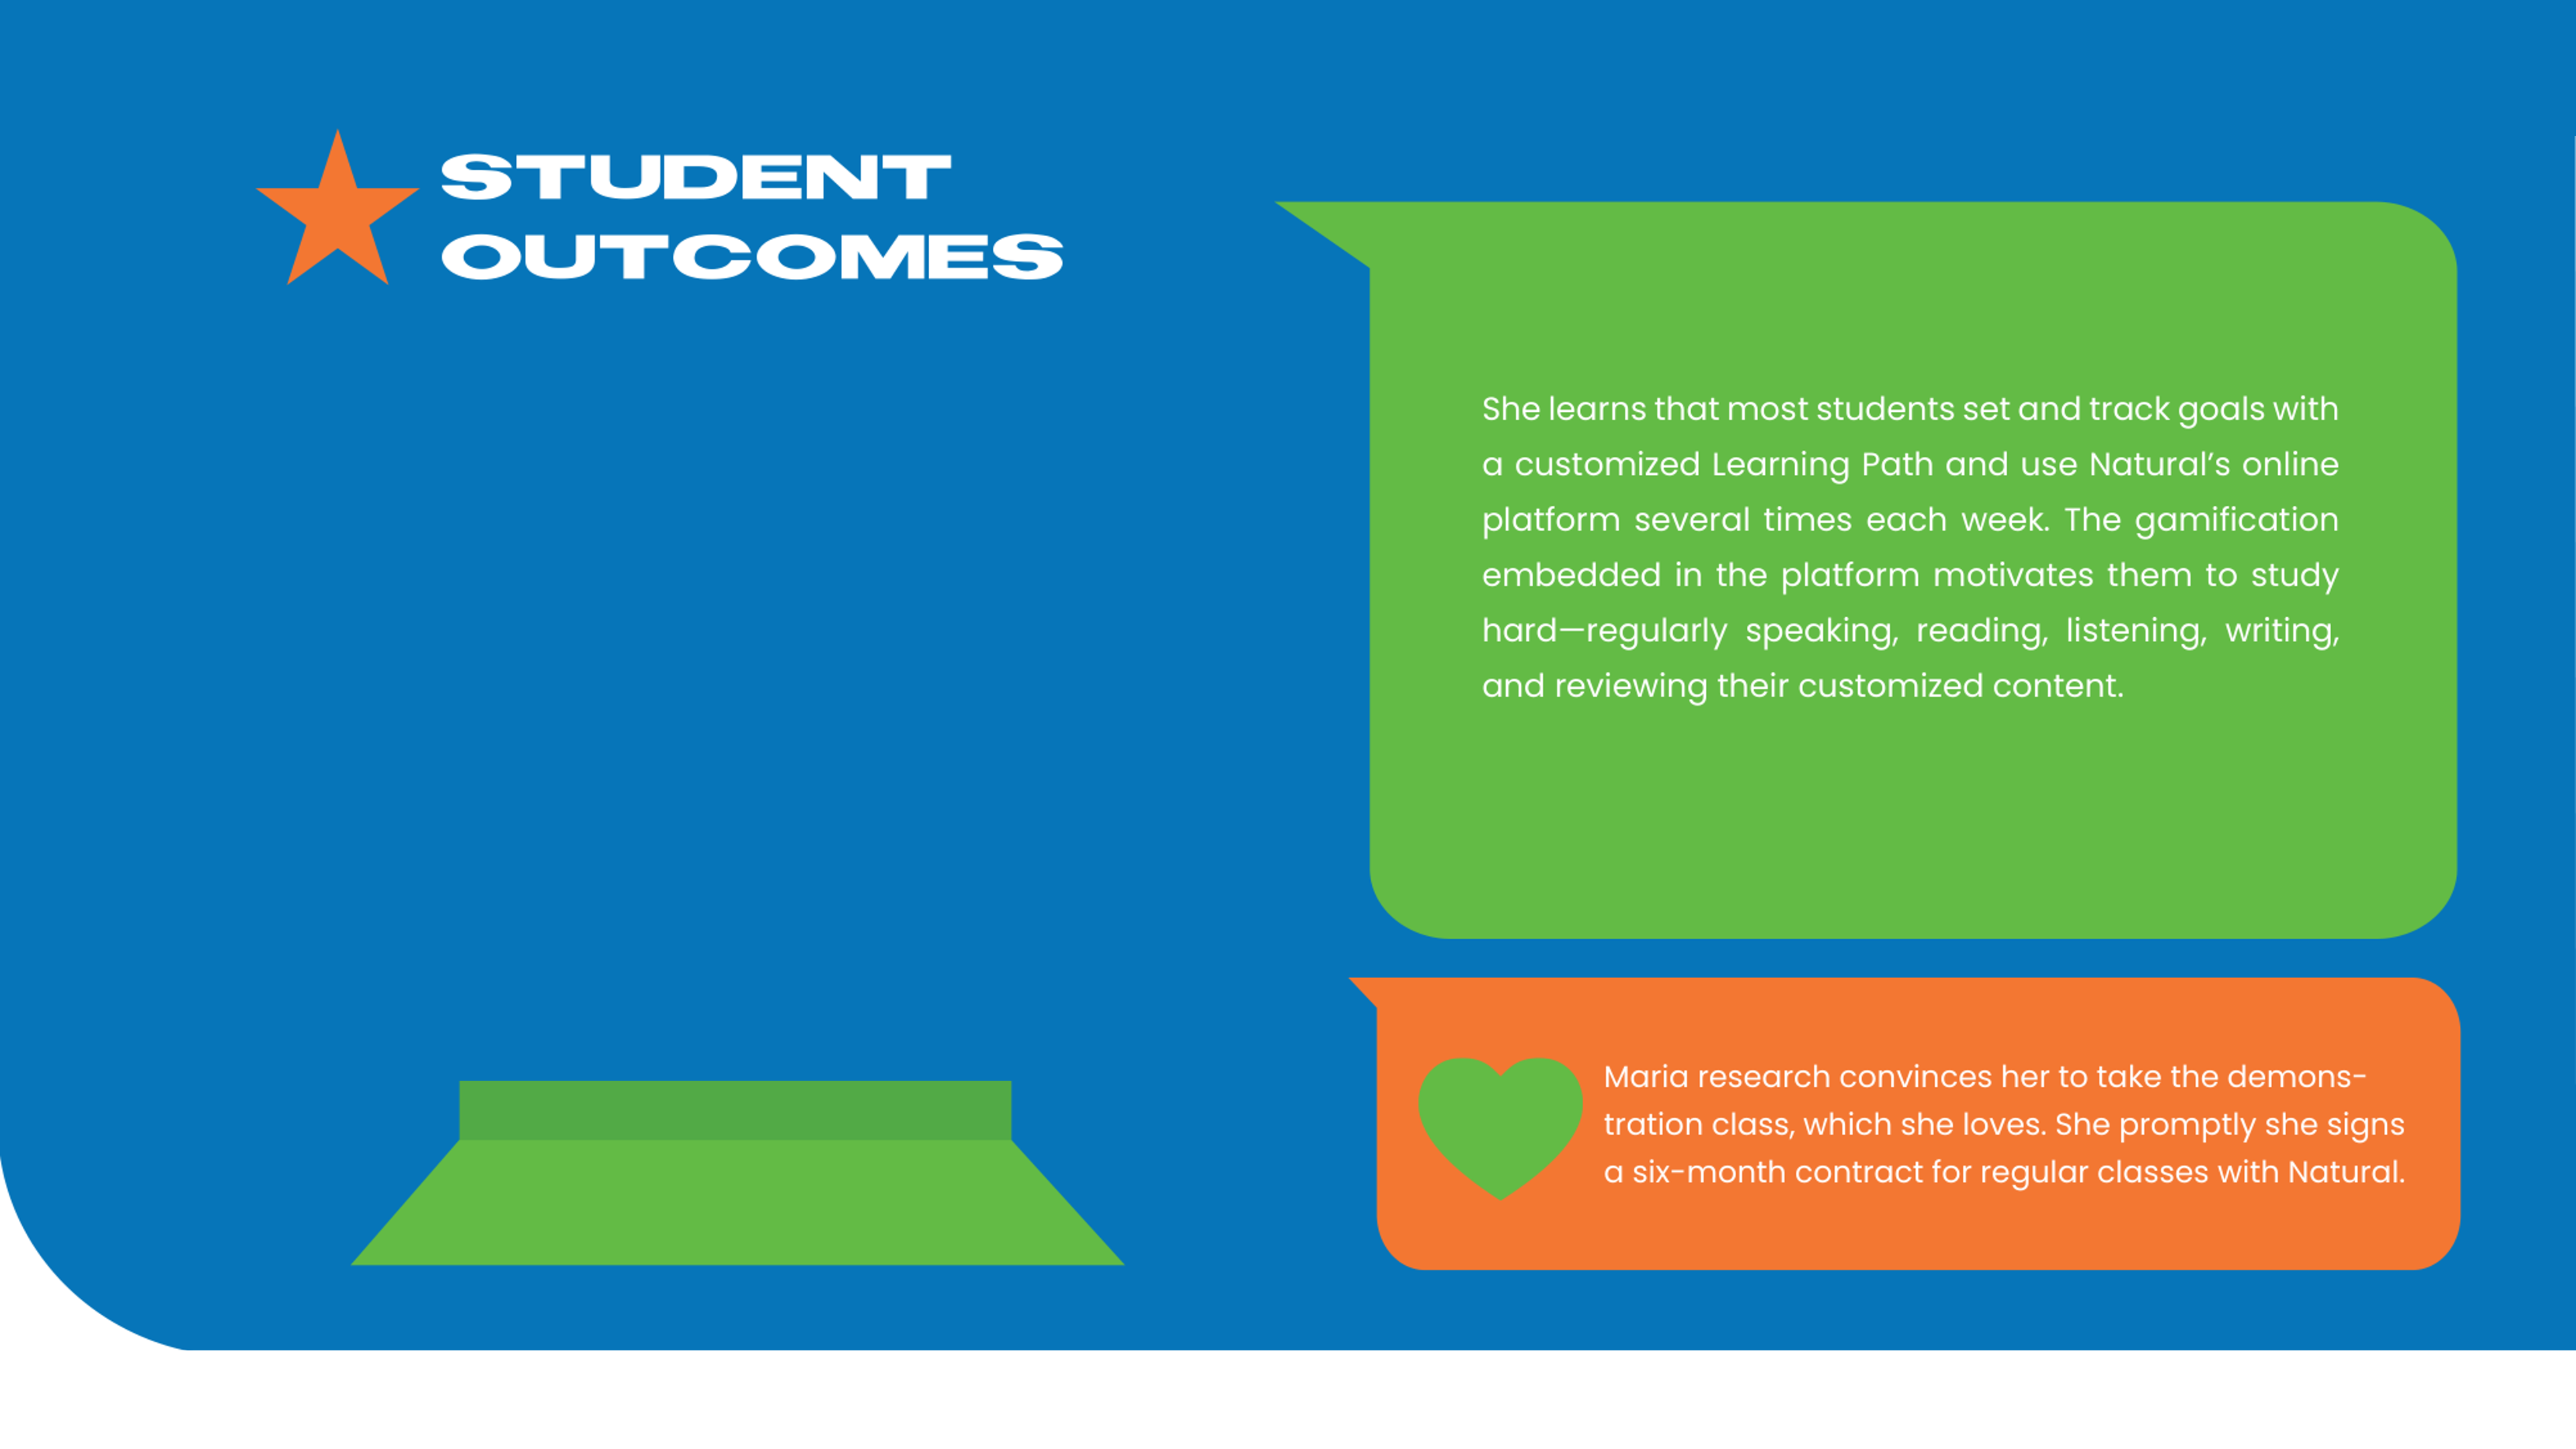 STUDENT
OUTCOMES
She learns that most students set and track goals with
a customized Learning Path and use Natural’s online
platform several times each week. The gamification
embedded in the platform motivates them to study
hard—regularly speaking, reading, listening, writing,
and reviewing their customized content.
Maria research convinces her to take the demons-
tration class, which she loves. She promptly she signs
a six-month contract for regular classes with Natural.